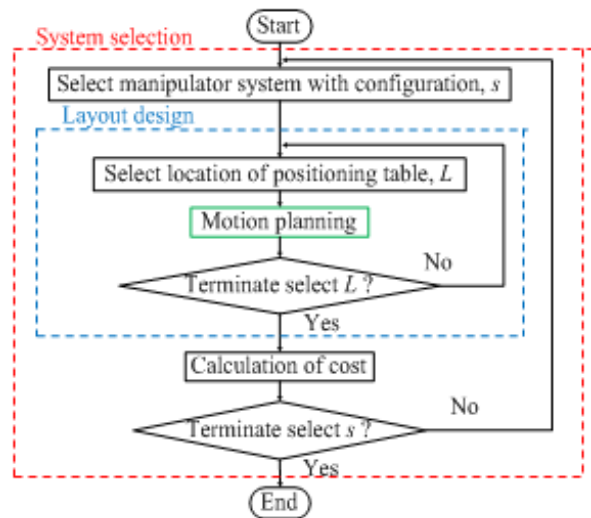 Start
System selection
Select manipulator system with configuration, s
Layout design
Select location of positioning table, L
Motion planning
Terminate select L ?
No
Yes
Calculation of cost
Terminate select s ?
No
Yes
End